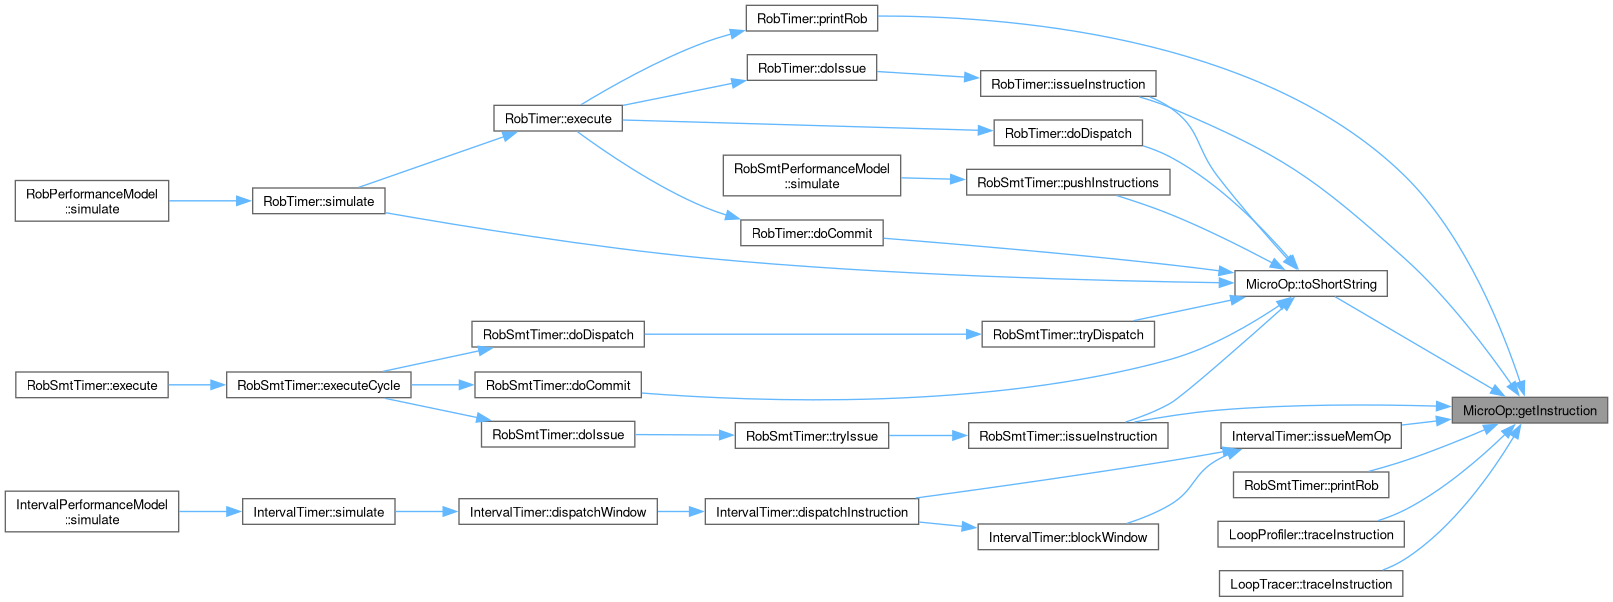 RobTimer::printRob
RobTimer::doIssue
RobTimer::issueInstruction
RobTimer::execute
RobTimer::doDispatch
RobSmtPerformanceModel
::simulate
RobSmtTimer::pushInstructions
RobPerformanceModel
::simulate
RobTimer::simulate
RobTimer::doCommit
MicroOp::toShortString
RobSmtTimer::doDispatch
RobSmtTimer::tryDispatch
RobSmtTimer::execute
RobSmtTimer::executeCycle
RobSmtTimer::doCommit
MicroOp::getInstruction
RobSmtTimer::doIssue
RobSmtTimer::tryIssue
RobSmtTimer::issueInstruction
IntervalTimer::issueMemOp
RobSmtTimer::printRob
IntervalPerformanceModel
::simulate
IntervalTimer::simulate
IntervalTimer::dispatchWindow
IntervalTimer::dispatchInstruction
IntervalTimer::blockWindow
LoopProfiler::traceInstruction
LoopTracer::traceInstruction